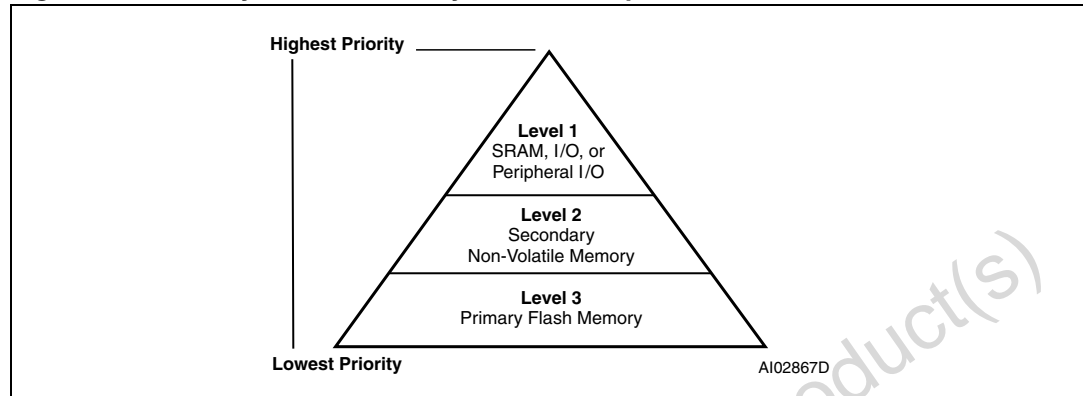 Highest Priority
Level 1
SRAM, I/O, or
Peripheral I/O
Level 2
Secondary
Non-Volatile Memory
Level 3
Primary Flash Memory
Lowest Priority
AI02867D